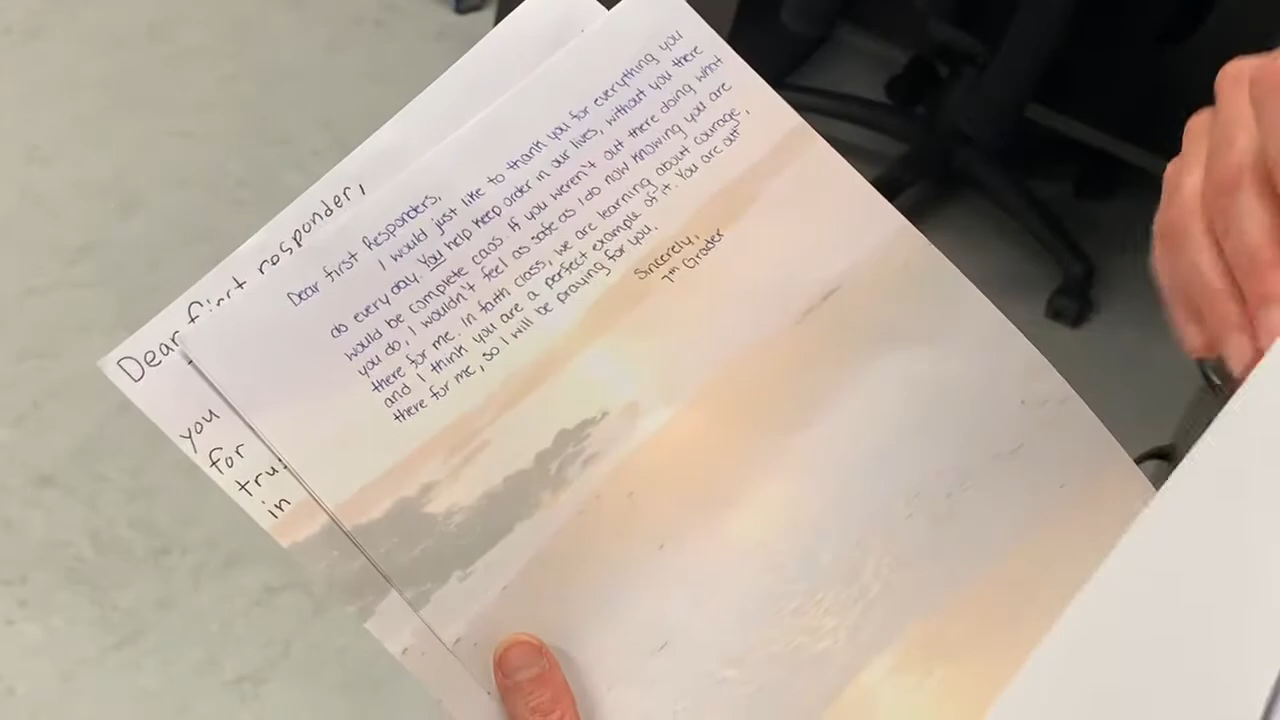 Dear first Responders,
I would just like to thank you for everything you
do every day. You help keep order in our lives, without you there
would be complete caos. If you weren't out there doing what
you do, I wouldn't feel as safe as I do now knowing you are
there for me. In faith class, we are learning about courage,
and I think you are a perfect example of it. You are out
there for me, so I will be praying for you.
Sincerely,
7th Grader
Dear first responder,
you
for
in